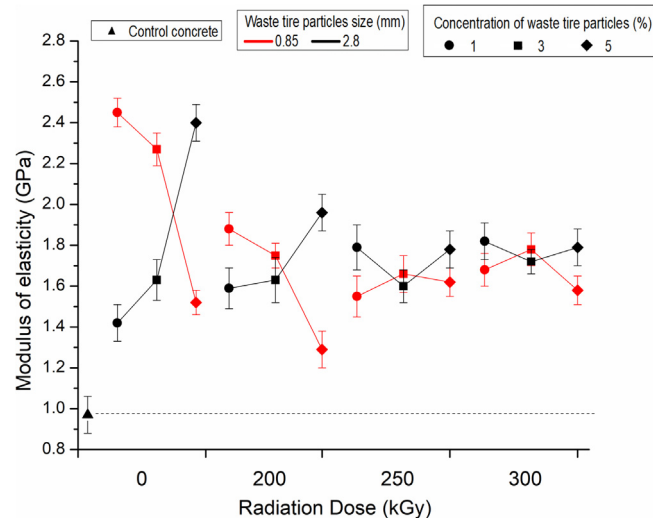 Control concrete
Waste tire particles size (mm)
0.85 2.8
Concentration of waste tire particles (%)
1 3 5
Modulus of elasticity (GPa)
2.8
2.6
2.4
2.2
2.0
1.8
1.6
1.4
1.2
1.0
0.8
0 200 250 300
Radiation Dose (kGy)